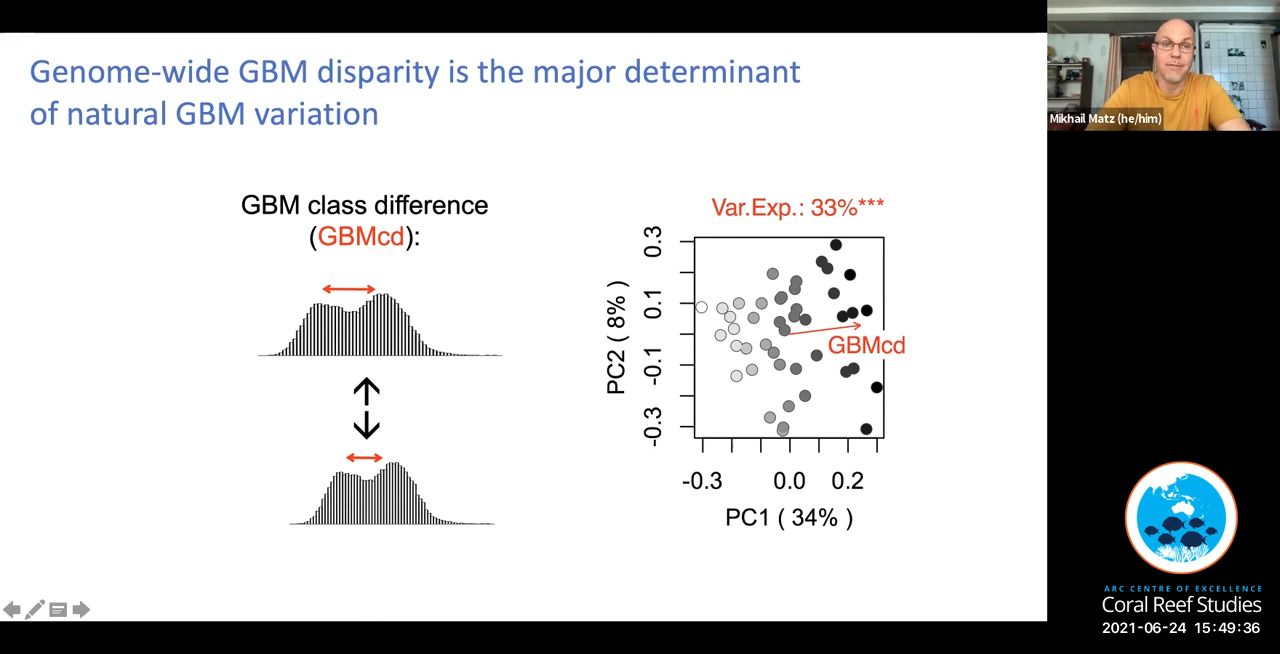 Genome-wide GBM disparity is the major determinant
of natural GBM variation
GBM class difference
(GBMcd):
Var.Exp.: 33%***
PC2 ( 8% )
0.3
0.1
-0.1
-0.3
GBMcd
-0.3
0.0
0.2
PC1 ( 34% )
Mikhail Matz (he/him)
ARC CENTRE OF EXCELLENCE
Coral Reef Studies
2021-06-24 15:49:36